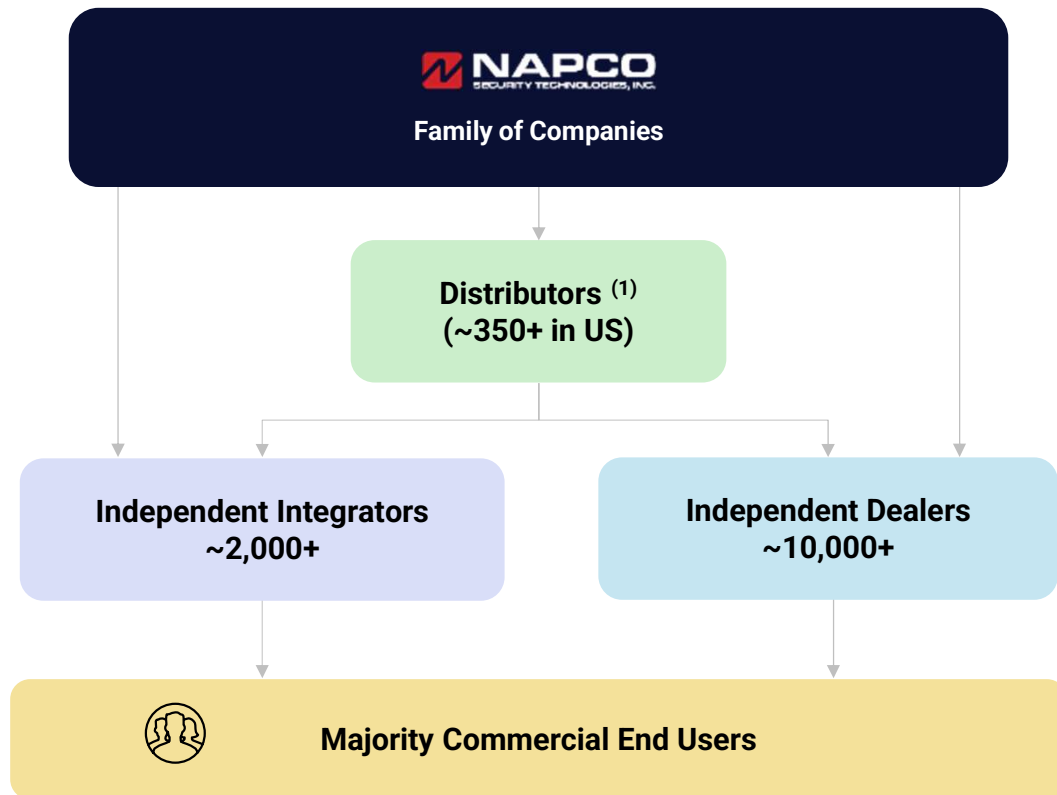 NAPCO
SECURITY TECHNOLOGIES, INC.
Family of Companies
Distributors (1)
(~350+ in US)
Independent Integrators
~2,000+
Independent Dealers
~10,000+
Majority Commercial End Users